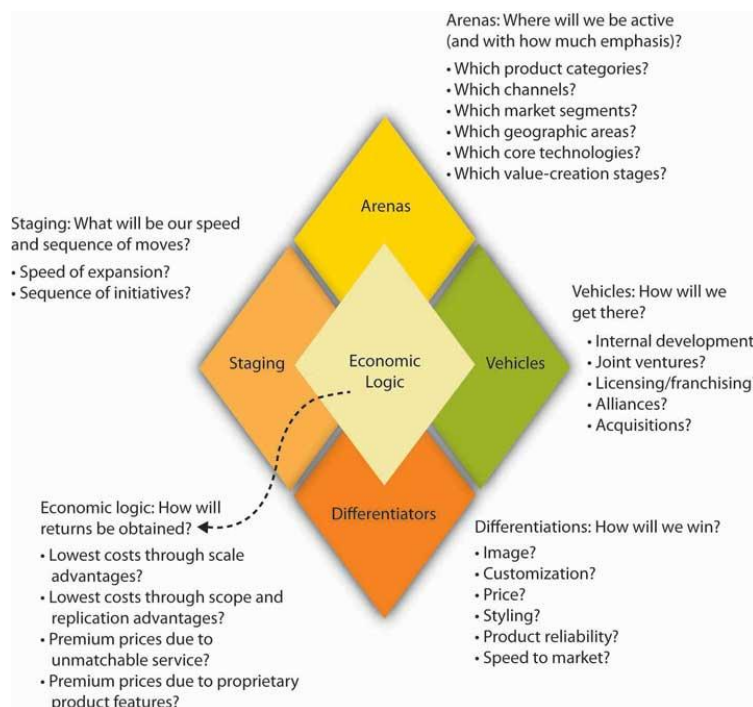 Arenas: Where will we be active
(and with how much emphasis)?
• Which product categories?
• Which channels?
• Which market segments?
• Which geographic areas?
• Which core technologies?
• Which value-creation stages?
Arenas
Staging: What will be our speed
and sequence of moves?
• Speed of expansion?
• Sequence of initiatives?
Vehicles: How will we
get there?
• Internal development
• Joint ventures?
• Licensing/franchising
• Alliances?
• Acquisitions?
Staging
Economic
Logic
Vehicles
Economic logic: How will
returns be obtained?
• Lowest costs through scale
advantages?
• Lowest costs through scope and
replication advantages?
• Premium prices due to
unmatchable service?
• Premium prices due to proprietary
product features?
Differentiators
Differentiations: How will we win?
• Image?
• Customization?
• Price?
• Styling?
• Product reliability?
• Speed to market?